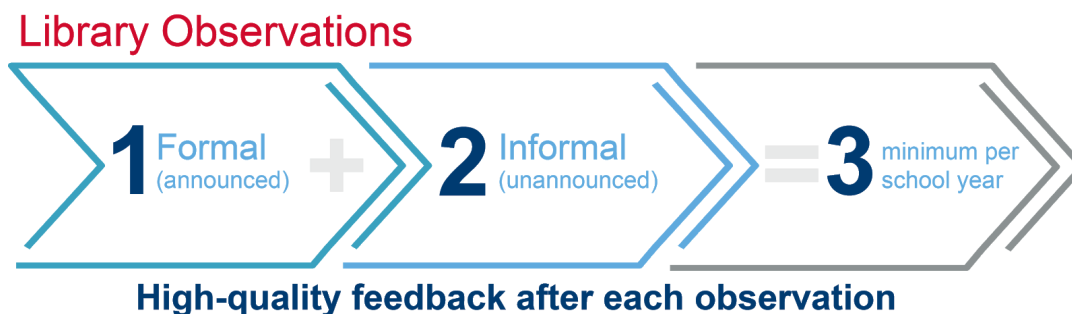 Library Observations
1 Formal (announced) + 2 Informal (unannounced) = 3 minimum per school year
High-quality feedback after each observation